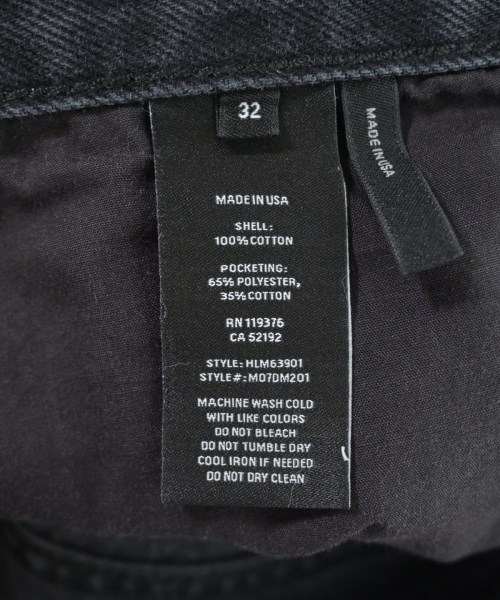 32
MADE IN USA
SHELL:
100% COTTON
POCKETING:
65% POLYESTER,
35% COTTON
RN 119376
CA 52192
STYLE: HLM63901
STYLE#: M07DM201
MACHINE WASH COLD
WITH LIKE COLORS
DO NOT BLEACH
DO NOT TUMBLE DRY
COOL IRON IF NEEDED
DO NOT DRY CLEAN
MADE IN USA